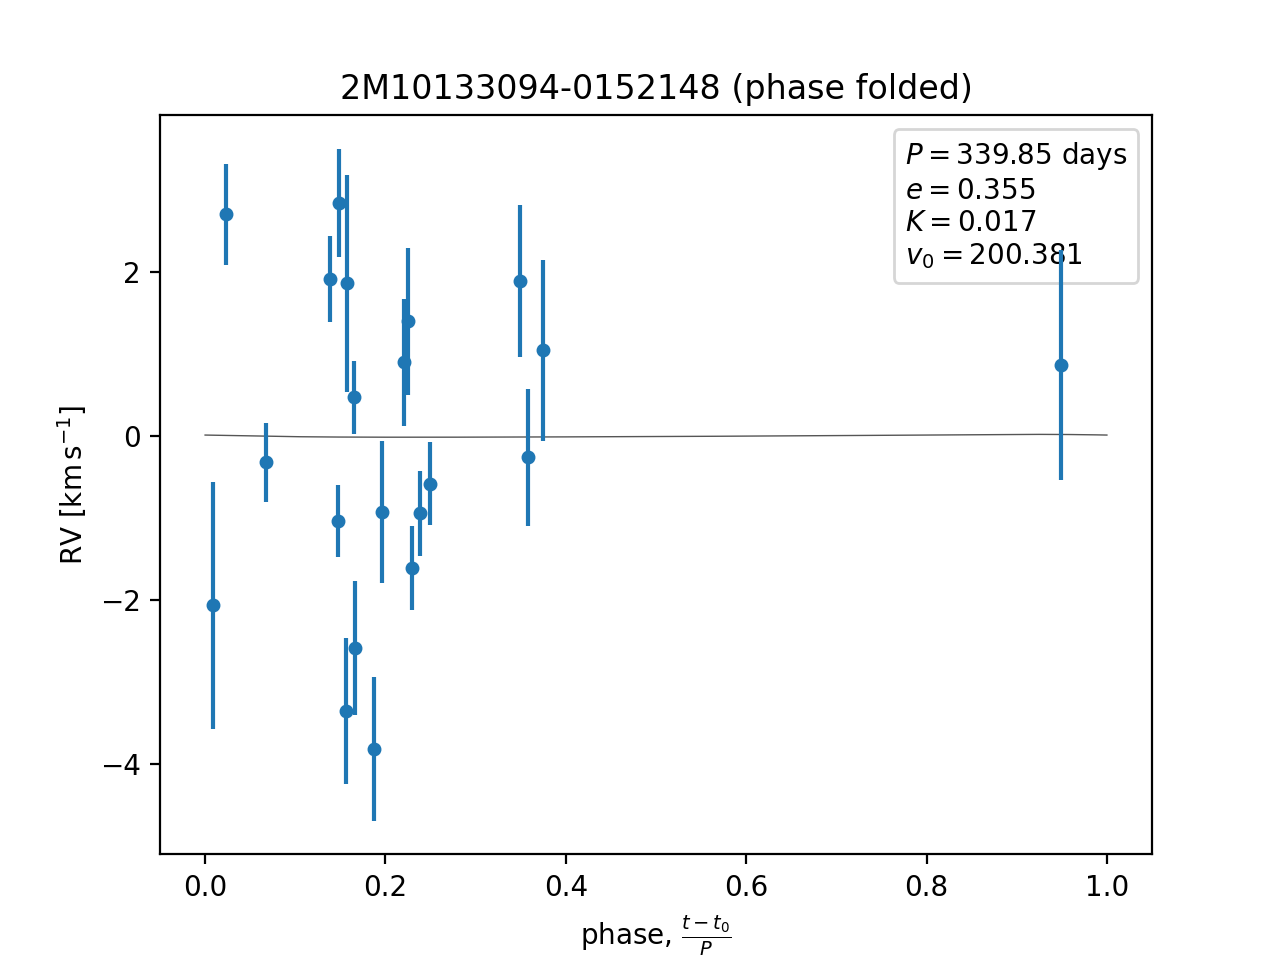 2M10133094-0152148 (phase folded)
P = 339.85 days
e = 0.355
K = 0.017
v₀ = 200.381
RV [km s⁻¹]
2
0
−2
−4
0.0 0.2 0.4 0.6 0.8 1.0
phase, (t − t₀)/P